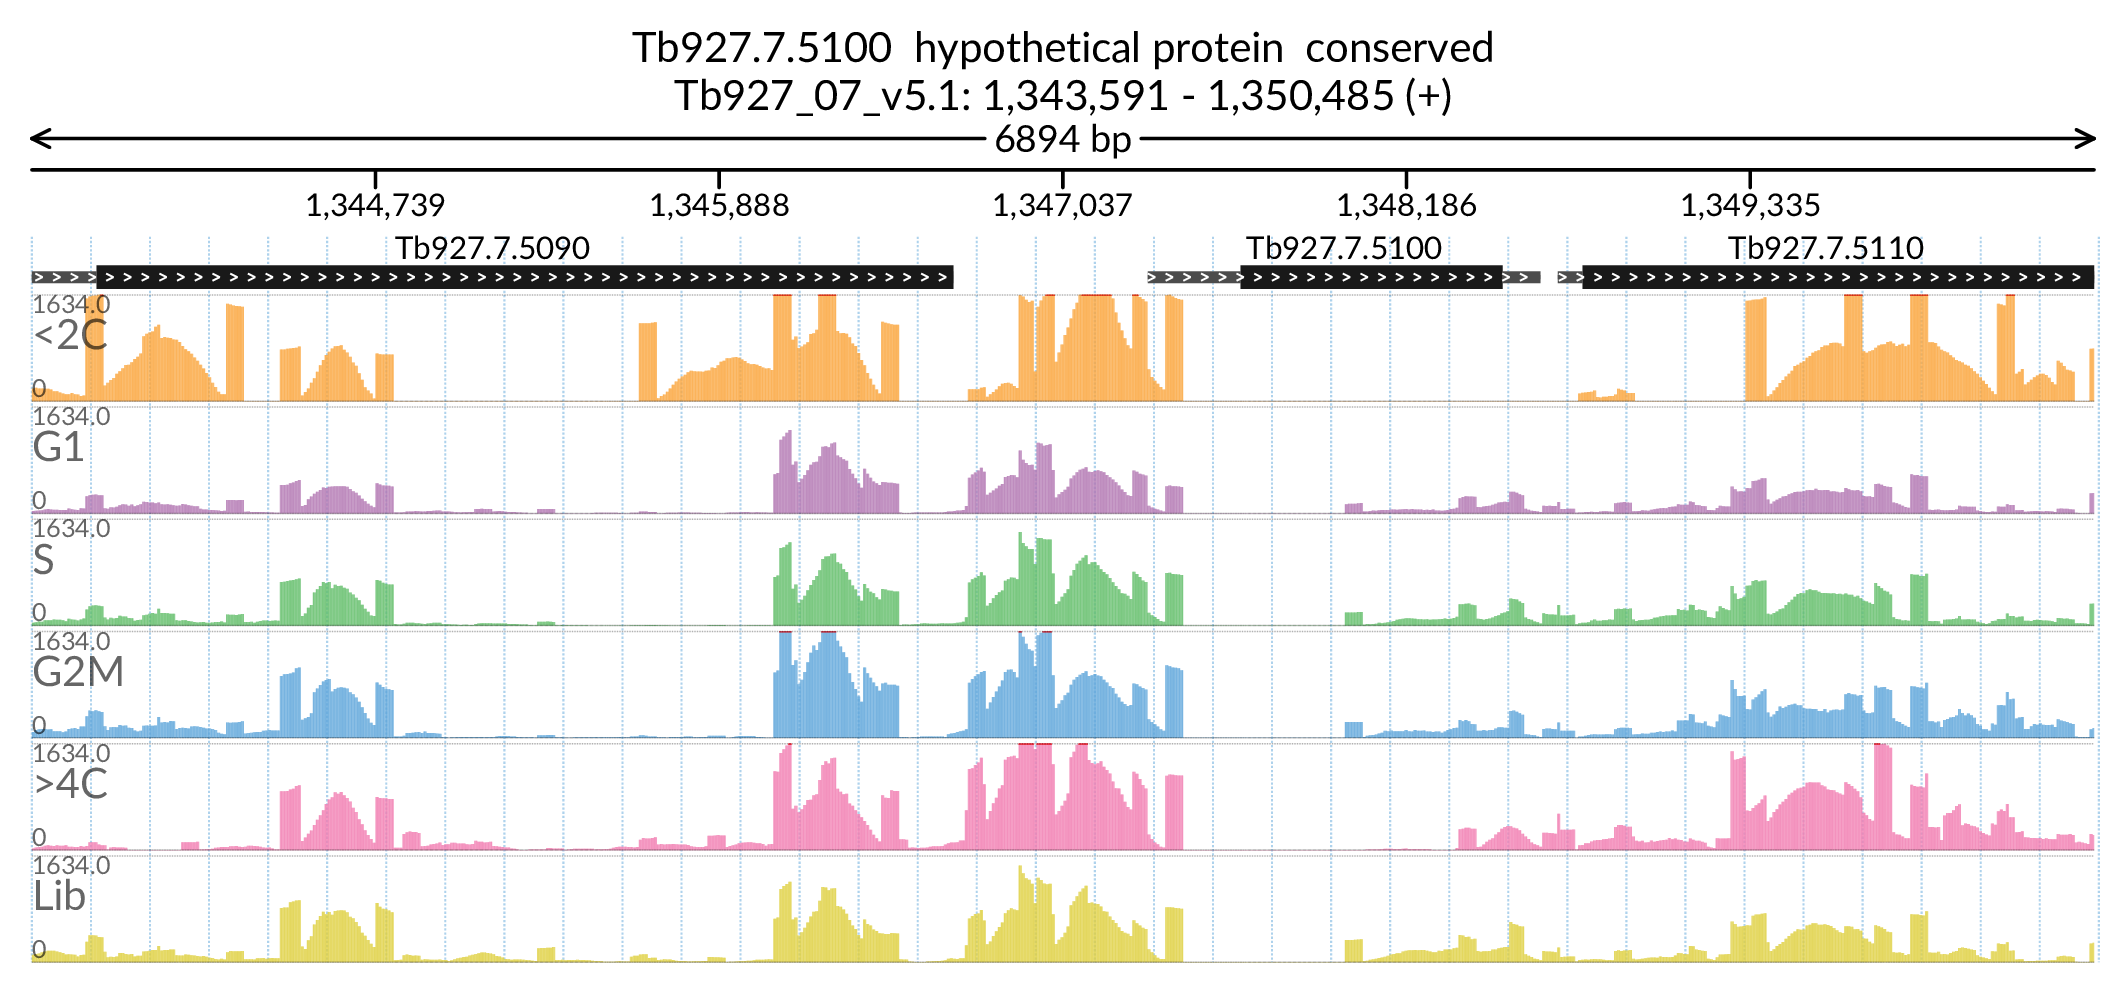 Tb927.7.5100 hypothetical protein conserved
Tb927_07_v5.1: 1,343,591 - 1,350,485 (+)
6894 bp
1,344,739 1,345,888 1,347,037 1,348,186 1,349,335
Tb927.7.5090 Tb927.7.5100 Tb927.7.5110
1634.0
<2C
0
1634.0
G1
0
1634.0
S
0
1634.0
G2M
0
1634.0
>4C
0
1634.0
Lib
0